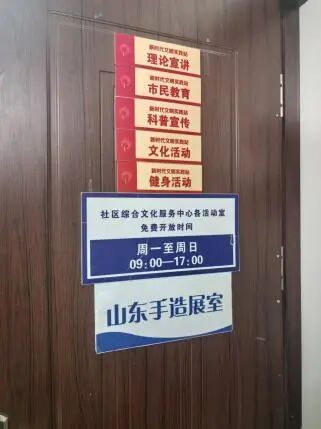 新时代文明实践站
理论宣讲
新时代文明实践站
市民教育
新时代文明实践站
科普宣传
新时代文明实践站
文化活动
新时代文明实践站
健身活动
社区综合文化服务中心各活动室
免费开放时间
周一至周日
09:00—17:00
山东手造展室